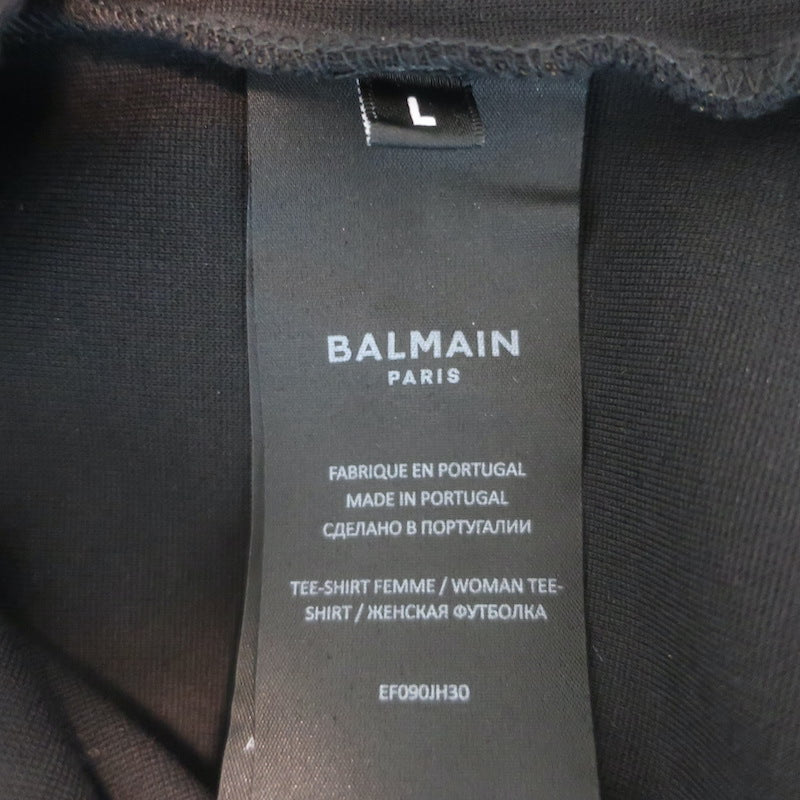 L
BALMAIN
PARIS
FABRIQUE EN PORTUGAL
MADE IN PORTUGAL
СДЕЛАНО В ПОРТУГАЛИИ
TEE-SHIRT FEMME / WOMAN TEE-
SHIRT / ЖЕНСКАЯ ФУТБОЛКА
EF090JH30